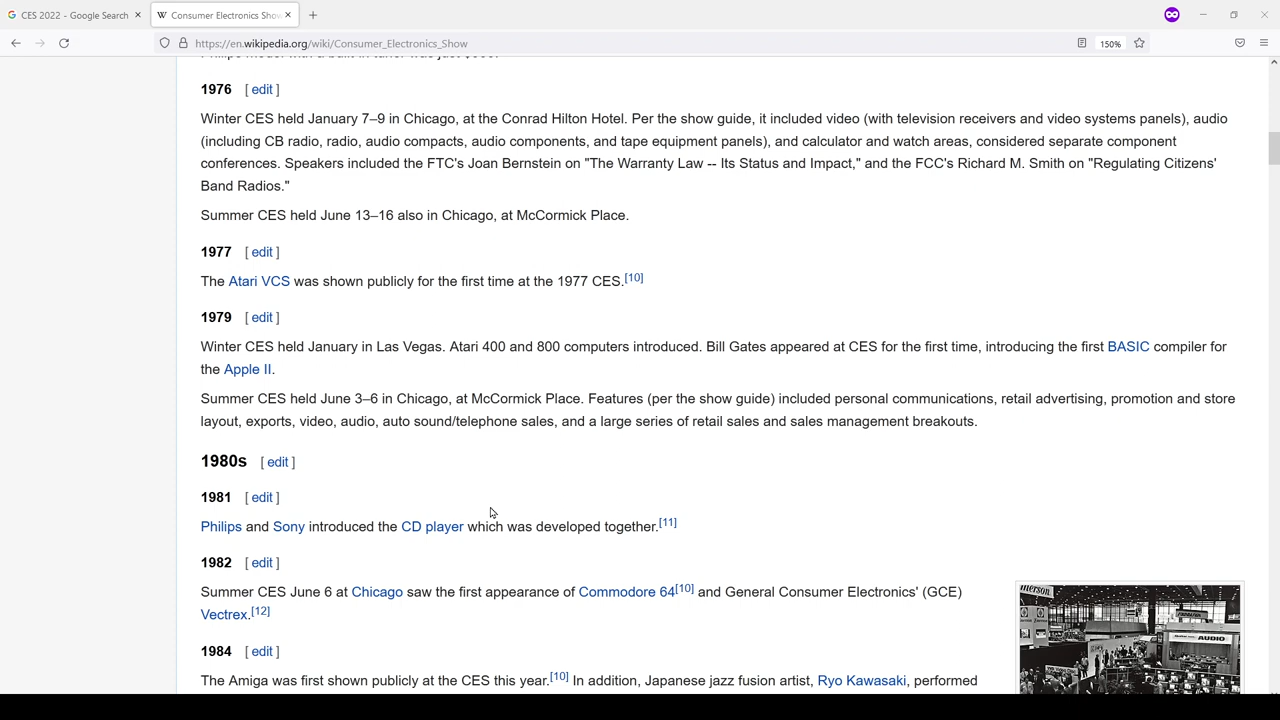 CES 2022 - Google Search
Consumer Electronics Show
https://en.wikipedia.org/wiki/Consumer_Electronics_Show
150%
1976 [ edit ]
Winter CES held January 7–9 in Chicago, at the Conrad Hilton Hotel. Per the show guide, it included video (with television receivers and video systems panels), audio
(including CB radio, radio, audio compacts, audio components, and tape equipment panels), and calculator and watch areas, considered separate component
conferences. Speakers included the FTC's Joan Bernstein on "The Warranty Law -- Its Status and Impact," and the FCC's Richard M. Smith on "Regulating Citizens'
Band Radios."
Summer CES held June 13–16 also in Chicago, at McCormick Place.
1977 [ edit ]
The Atari VCS was shown publicly for the first time at the 1977 CES.[10]
1979 [ edit ]
Winter CES held January in Las Vegas. Atari 400 and 800 computers introduced. Bill Gates appeared at CES for the first time, introducing the first BASIC compiler for
the Apple II.
Summer CES held June 3–6 in Chicago, at McCormick Place. Features (per the show guide) included personal communications, retail advertising, promotion and store
layout, exports, video, audio, auto sound/telephone sales, and a large series of retail sales and sales management breakouts.
1980s [ edit ]
1981 [ edit ]
Philips and Sony introduced the CD player which was developed together.[11]
1982 [ edit ]
Summer CES June 6 at Chicago saw the first appearance of Commodore 64[10] and General Consumer Electronics' (GCE)
Vectrex.[12]
1984 [ edit ]
The Amiga was first shown publicly at the CES this year.[10] In addition, Japanese jazz fusion artist, Ryo Kawasaki, performed
AUDIO